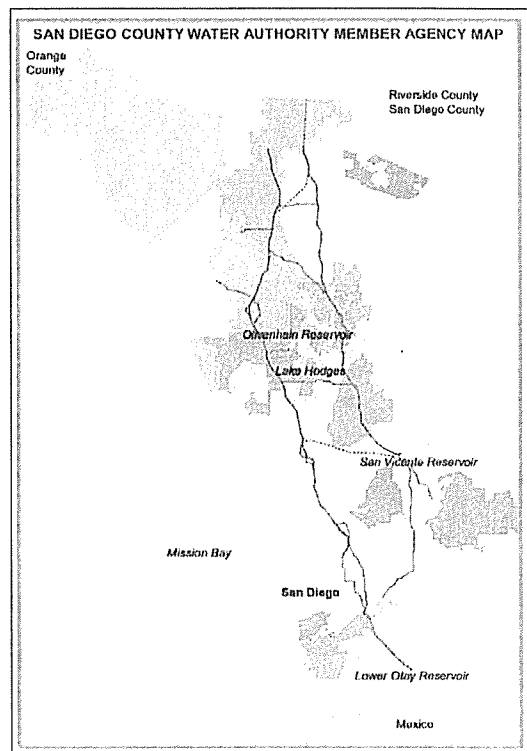 SAN DIEGO COUNTY WATER AUTHORITY MEMBER AGENCY MAP
Orange
County
Riverside County
San Diego County
Olivenhain Reservoir
Lake Hodges
San Vicente Reservoir
Mission Bay
San Diego
Lower Otay Reservoir
Mexico